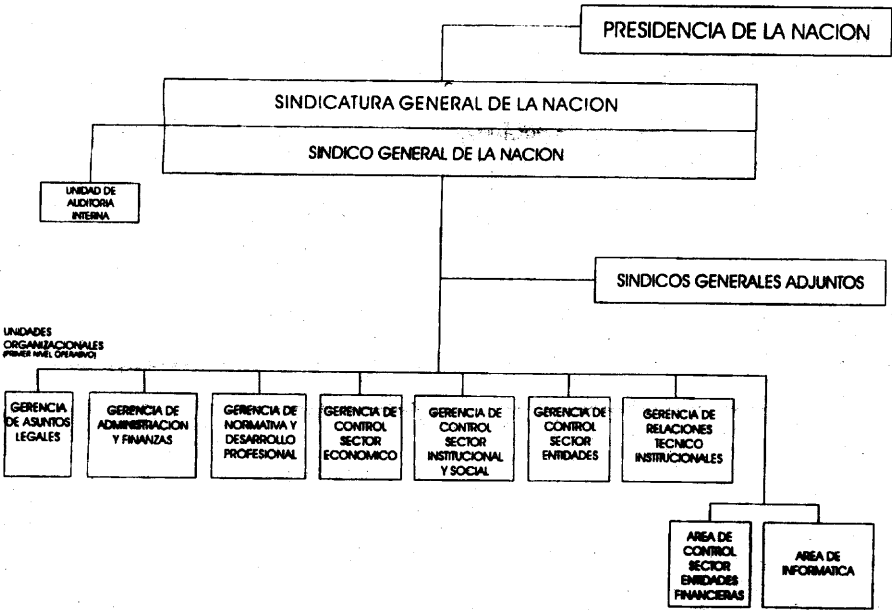 PRESIDENCIA DE LA NACION
SINDICATURA GENERAL DE LA NACION
SINDICO GENERAL DE LA NACION
UNIDAD DE
AUDITORIA
INTERNA
SINDICOS GENERALES ADJUNTOS
UNIDADES
ORGANIZACIONALES
(PRIMER NIVEL OPERATIVO)
GERENCIA
DE ASUNTOS
LEGALES
GERENCIA DE
ADMINISTRACION
Y FINANZAS
GERENCIA DE
NORMATIVA Y
DESARROLLO
PROFESIONAL
GERENCIA DE
CONTROL
SECTOR
ECONOMICO
GERENCIA DE
CONTROL
SECTOR
INSTITUCIONAL
Y SOCIAL
GERENCIA DE
CONTROL
SECTOR
ENTIDADES
GERENCIA DE
RELACIONES
TECNICO
INSTITUCIONALES
AREA DE
CONTROL
SECTOR
ENTIDADES
FINANCIERAS
AREA DE
INFORMATICA